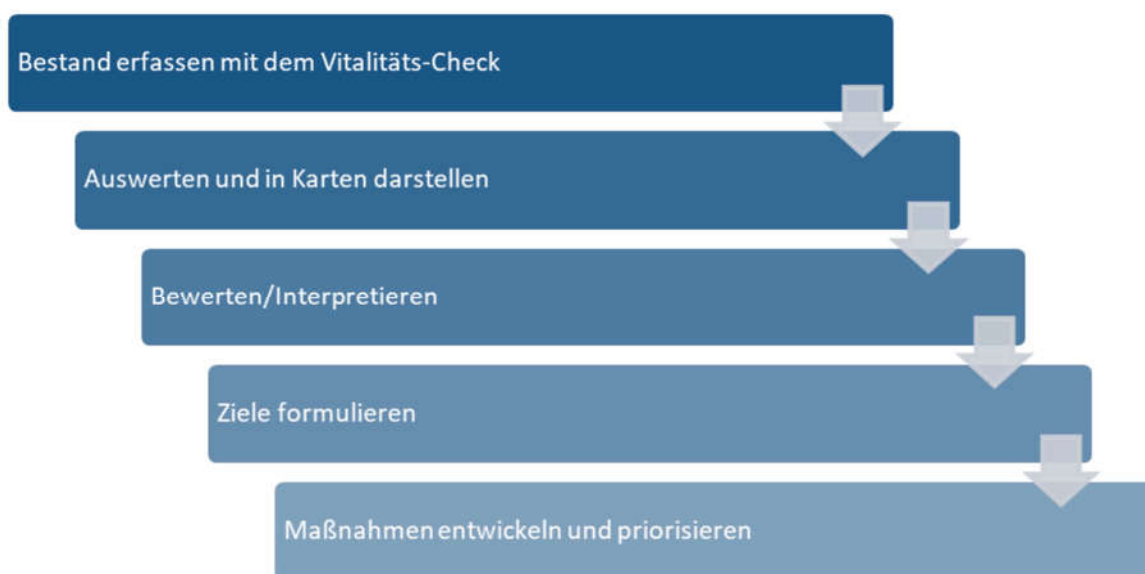 Bestand erfassen mit dem Vitalitäts-Check
Auswerten und in Karten darstellen
Bewerten/Interpretieren
Ziele formulieren
Maßnahmen entwickeln und priorisieren